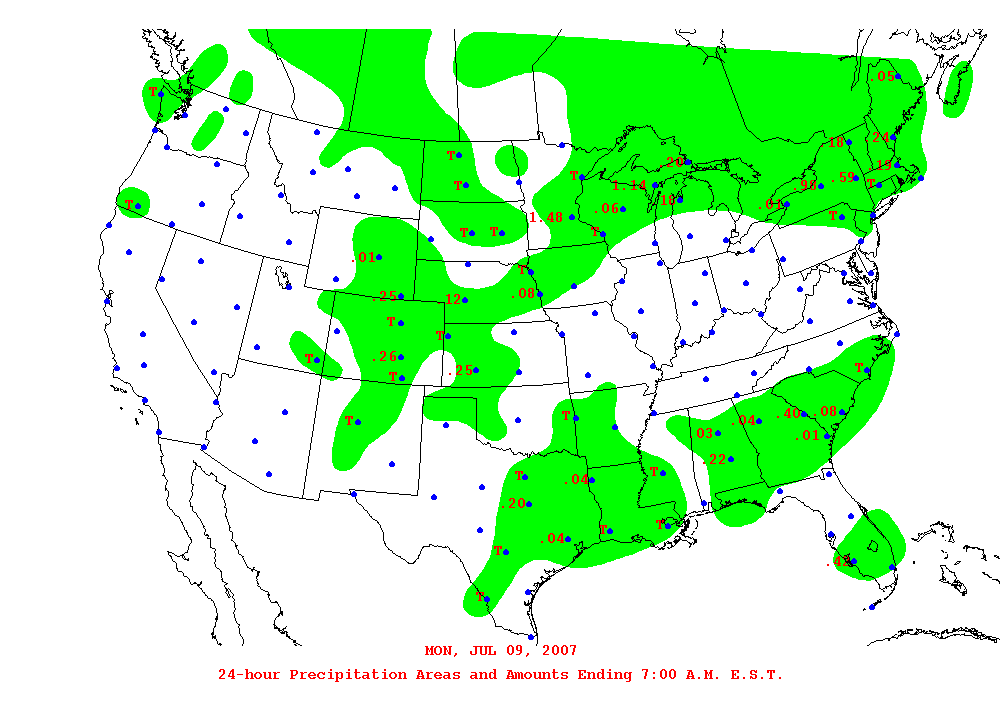 .05
T
.24
.18
.20
T
.19
T
.59
T
T
1.14
.98
T
.18
.01
T
.06
1.48
T
T
T
T
.01
T
.25
.12
.08
T
T
.26
T
.25
T
T
.40
.08
T
T
.04
.03
.01
.22
T
T
.04
.20
T
T
.04
T
.42
T
MON, JUL 09, 2007
24-hour Precipitation Areas and Amounts Ending 7:00 A.M. E.S.T.